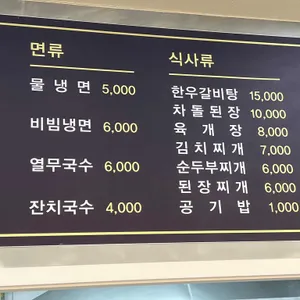 면류
물 냉 면 5,000
비빔냉면 6,000
열무국수 6,000
잔치국수 4,000
식사류
한우갈비탕 15,000
차 돌 된 장 10,000
육 개 장 8,000
김 치 찌 개 7,000
순두부찌개 6,000
된 장 찌 개 6,000
공 기 밥 1,000